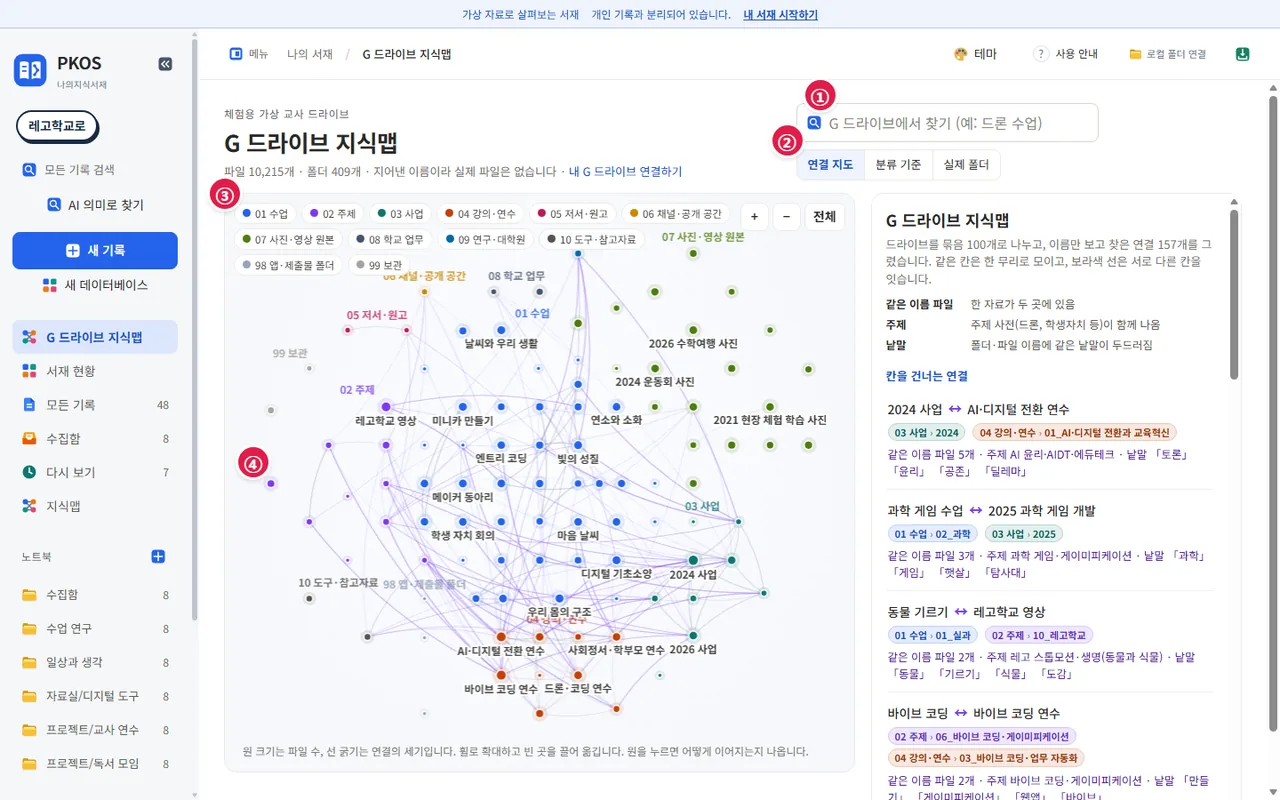 가상 자료로 살펴보는 서재 개인 기록과 분리되어 있습니다. 내 서재 시작하기
PKOS
나의지식서재
레고학교로
모든 기록 검색
AI 의미로 찾기
새 기록
새 데이터베이스
G 드라이브 지식맵
서재 현황
모든 기록 48
수집함 8
다시 보기 7
지식맵
노트북
수집함 8
수업 연구 8
일상과 생각 8
자료실/디지털 도구 8
프로젝트/교사 연수 8
프로젝트/독서 모임 8
메뉴 나의 서재 / G 드라이브 지식맵
테마 ? 사용 안내 로컬 폴더 연결
체험용 가상 교사 드라이브
G 드라이브 지식맵
파일 10,215개 · 폴더 409개 · 지어낸 이름이라 실제 파일은 없습니다 · 내 G 드라이브 연결하기
①
G 드라이브에서 찾기 (예: 드론 수업)
②
연결 지도 분류 기준 실제 폴더
③
01 수업 02 주제 03 사업 04 강의·연수 05 저서·원고 06 채널·공개 공간
07 사진·영상 원본 08 학교 업무 09 연구·대학원 10 도구·참고자료
98 앱·제출물 폴더 99 보관
+ − 전체
07 사진·영상 원본
06 채널·공개 공간 08 학교 업무
05 저서·원고 01 수업
날씨와 우리 생활 2026 수학여행 사진
99 보관
2024 운동회 사진
02 주제
레고학교 영상 미니카 만들기 연소와 소화 2021 현장 체험 학습 사진
엔트리 코딩 빛의 성질
④
메이커 동아리
03 사업
학생 자치 회의 마음 날씨
디지털 기초소양 2024 사업
10 도구·참고자료 98 앱·제출물 폴더
우리 몸의 구조
04 강의·연수
AI·디지털 전환 연수 사회정서·학부모 연수 2026 사업
바이브 코딩 연수 드론·코딩 연수
원 크기는 파일 수, 선 굵기는 연결의 세기입니다. 휠로 확대하고 빈 곳을 끌어 옮깁니다. 원을 누르면 어떻게 이어지는지 나옵니다.
G 드라이브 지식맵
드라이브를 묶음 100개로 나누고, 이름만 보고 찾은 연결 157개를 그
렸습니다. 같은 칸은 한 무리로 모이고, 보라색 선은 서로 다른 칸을
잇습니다.
같은 이름 파일 한 자료가 두 곳에 있음
주제 주제 사전(드론, 학생자치 등)이 함께 나옴
낱말 폴더·파일 이름에 같은 낱말이 두드러짐
칸을 건너는 연결
2024 사업 ↔ AI·디지털 전환 연수
03 사업 › 2024 04 강의·연수 › 01_AI·디지털 전환과 교육혁신
같은 이름 파일 5개 · 주제 AI 윤리·AIDT·에듀테크 · 낱말 「토론」
「윤리」 「공존」 「딜레마」
과학 게임 수업 ↔ 2025 과학 게임 개발
01 수업 › 02_과학 03 사업 › 2025
같은 이름 파일 3개 · 주제 과학 게임·게이미피케이션 · 낱말 「과학」
「게임」 「햇살」 「탐사대」
동물 기르기 ↔ 레고학교 영상
01 수업 › 01_실과 02 주제 › 10_레고학교
같은 이름 파일 2개 · 주제 레고 스톱모션·생명(동물과 식물) · 낱말
「동물」 「기르기」 「식물」 「도감」
바이브 코딩 ↔ 바이브 코딩 연수
02 주제 › 06_바이브 코딩·게이미피케이션
04 강의·연수 › 03_바이브 코딩·업무 자동화
같은 이름 파일 2개 · 주제 바이브 코딩·게이미피케이션 · 낱말 「만들
기」 「게이미피케이션」 「웹앱」 「바이브」